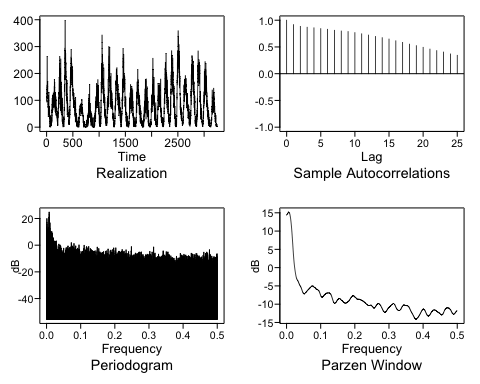 400
300
200
100
0
0 500 1500 2500
Time
Realization
1.0
0.5
0.0
-0.5
-1.0
0 5 10 15 20 25
Lag
Sample Autocorrelations
20
0
-20
-40
dB
0.0 0.1 0.2 0.3 0.4 0.5
Frequency
Periodogram
15
10
5
0
-5
-10
-15
dB
0.0 0.1 0.2 0.3 0.4 0.5
Frequency
Parzen Window